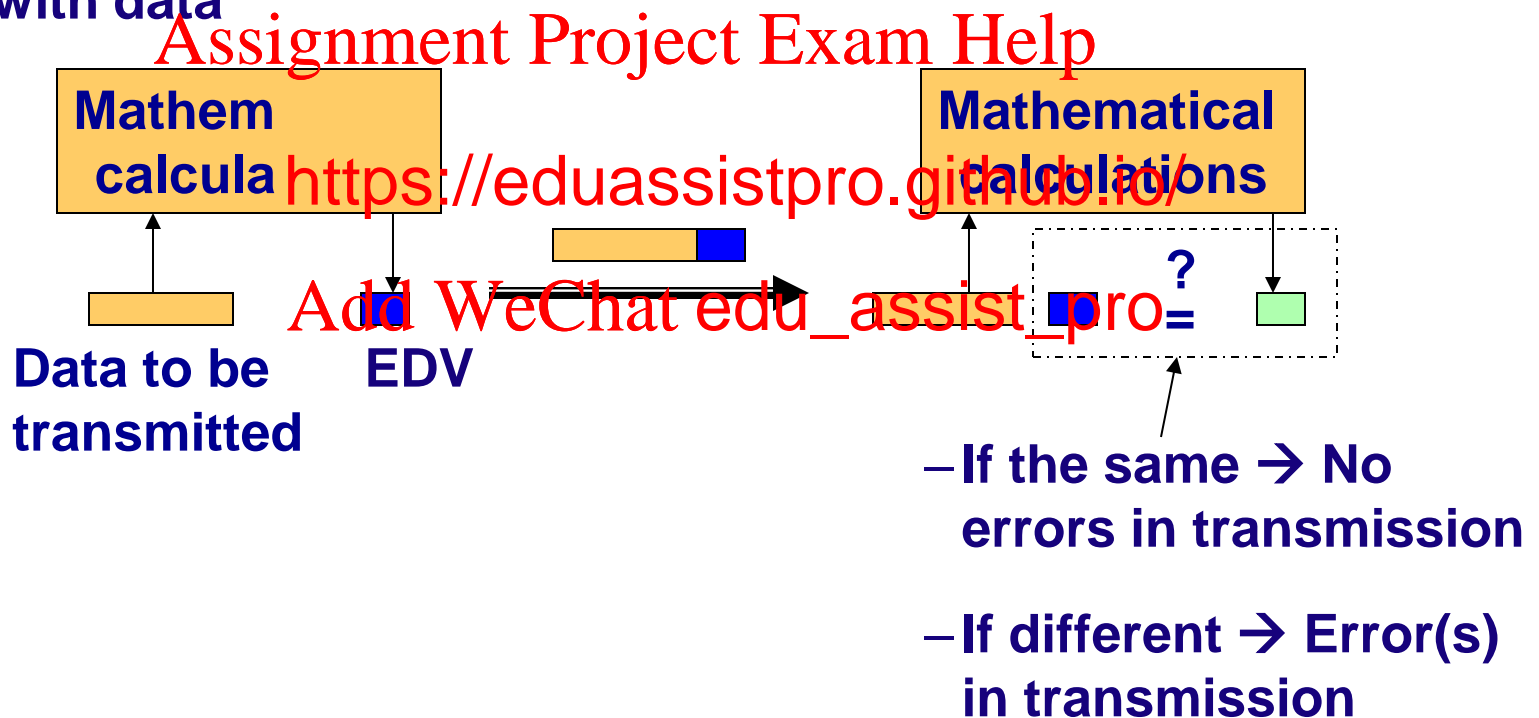 with data
Assignment Project Exam Help
Mathem
calcula
Mathematical
calculations
https://eduassistpro.github.io/
?
=
Add WeChat edu_assist_pro
Data to be
transmitted
EDV
–If the same → No
errors in transmission
–If different → Error(s)
in transmission